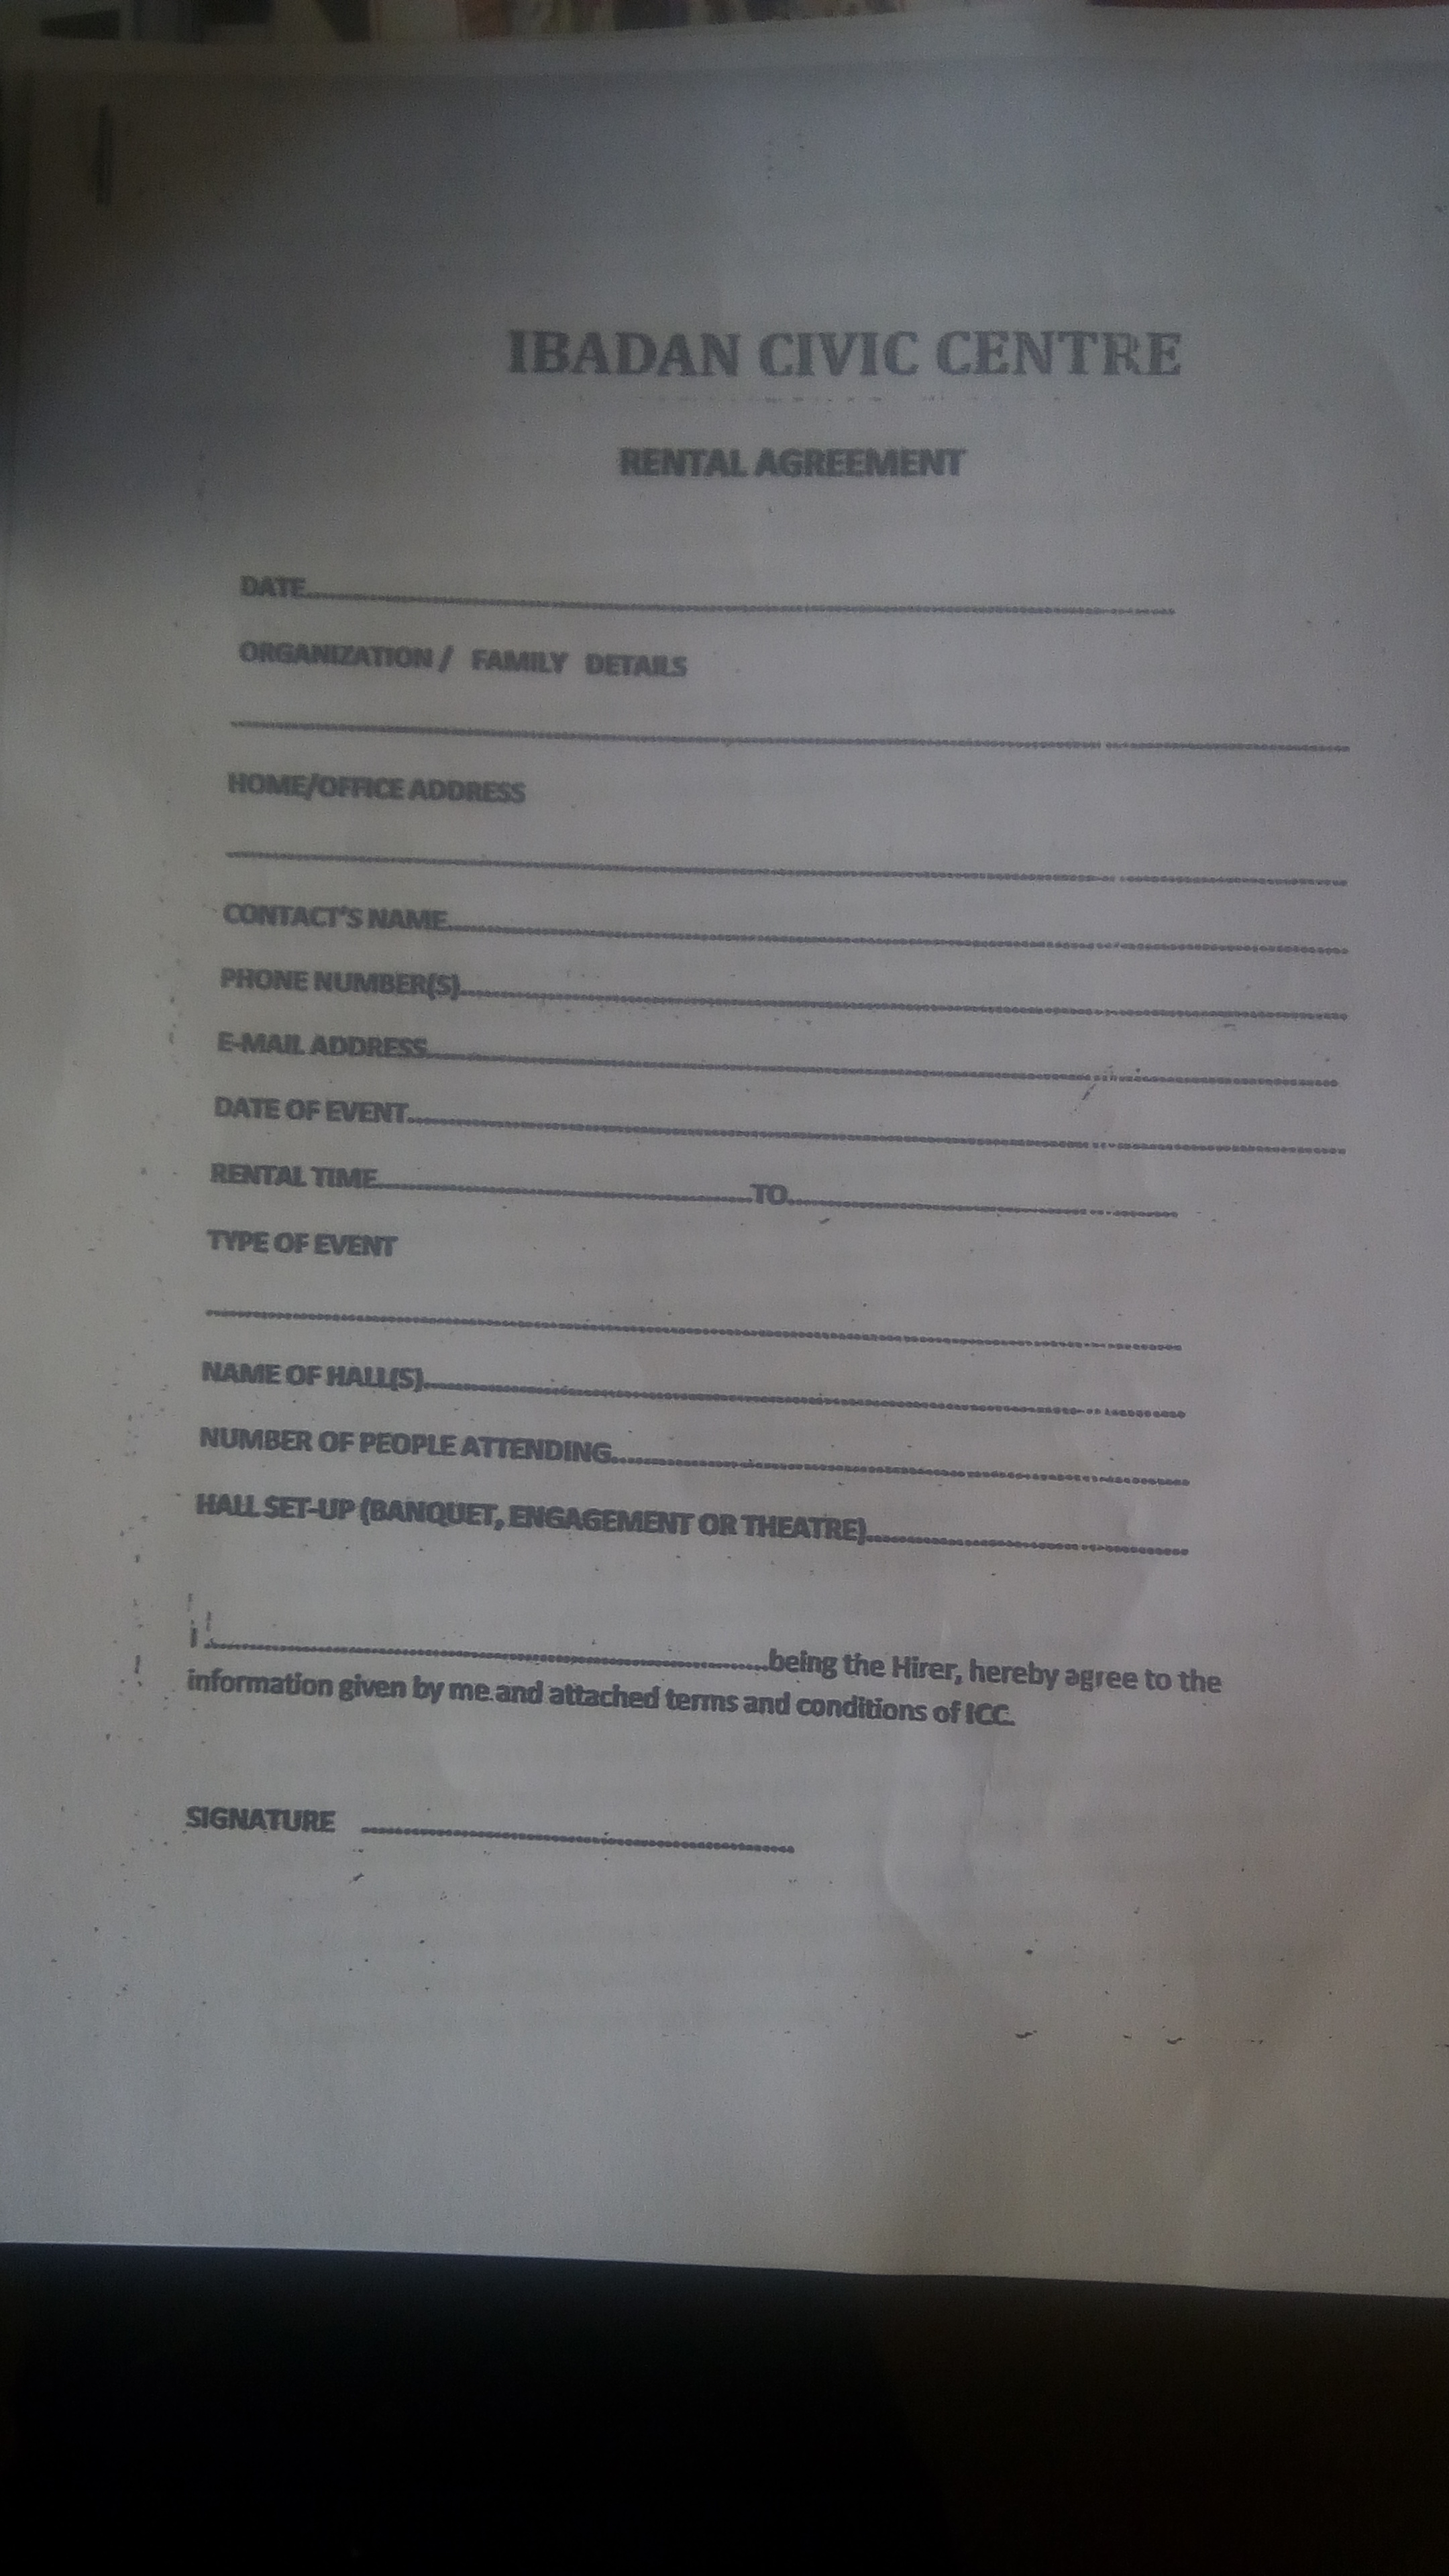 IBADAN CIVIC CENTRE
RENTAL AGREEMENT
DATE....................................................................................................
ORGANIZATION / FAMILY DETAILS
....................................................................................................
HOME/OFFICE ADDRESS
....................................................................................................
CONTACT'S NAME....................................................................................................
PHONE NUMBER(S)....................................................................................................
E-MAIL ADDRESS....................................................................................................
DATE OF EVENT....................................................................................................
RENTAL TIME..................................................TO..................................................
TYPE OF EVENT
....................................................................................................
NAME OF HALL(S)....................................................................................................
NUMBER OF PEOPLE ATTENDING......................................................................
HALL SET-UP (BANQUET, ENGAGEMENT OR THEATRE)..................................................
I......................................................................being the Hirer, hereby agree to the
information given by me and attached terms and conditions of ICC.
SIGNATURE ..................................................